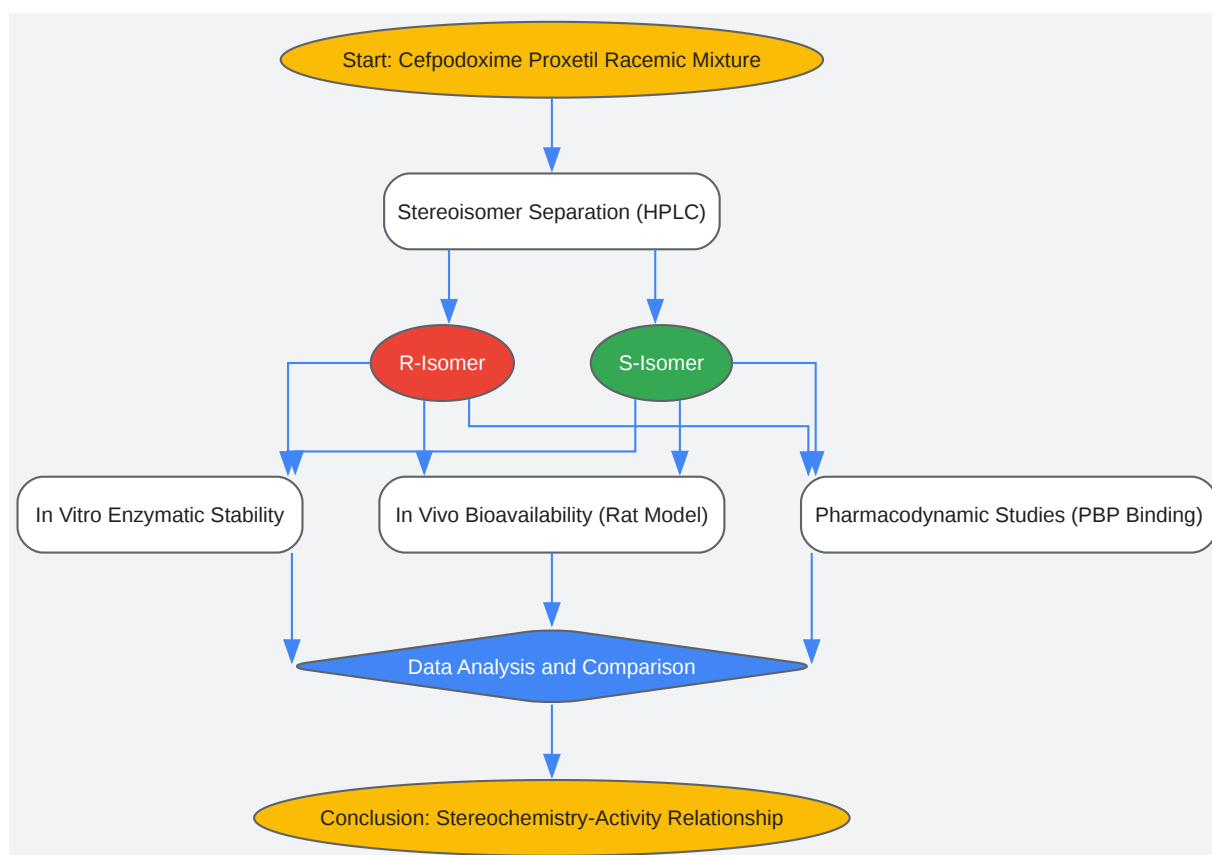 Start: Cefpodoxime Proxetil Racemic Mixture
Stereoisomer Separation (HPLC)
R-Isomer
S-Isomer
In Vitro Enzymatic Stability
In Vivo Bioavailability (Rat Model)
Pharmacodynamic Studies (PBP Binding)
Data Analysis and Comparison
Conclusion: Stereochemistry-Activity Relationship